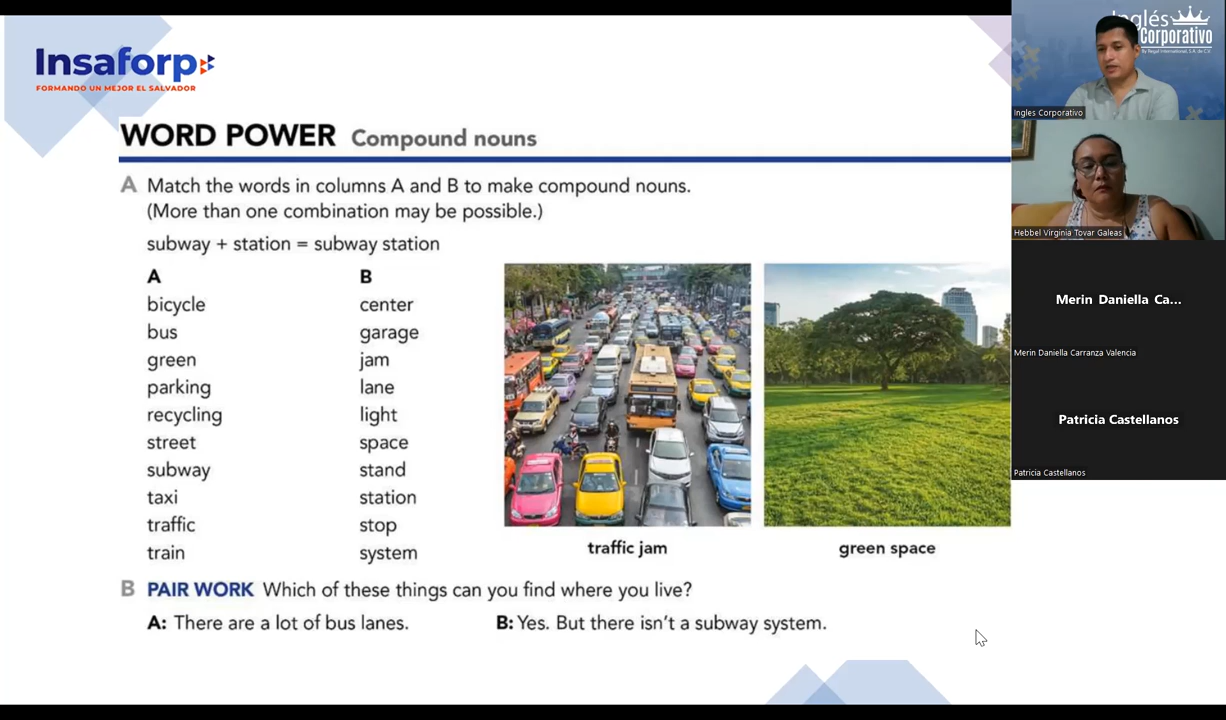 Insaforp
FORMANDO UN MEJOR EL SALVADOR
WORD POWER Compound nouns
A Match the words in columns A and B to make compound nouns.
(More than one combination may be possible.)
subway + station = subway station
A B
bicycle center
bus garage
green jam
parking lane
recycling light
street space
subway stand
taxi station
traffic stop
train system
traffic jam green space
B PAIR WORK Which of these things can you find where you live?
A: There are a lot of bus lanes. B: Yes. But there isn't a subway system.
Inglés
Corporativo
By Regal International, S.A. de C.V.
Ingles Corporativo
Hebbel Virginia Tovar Galeas
Merin Daniella Ca...
Merin Daniella Carranza Valencia
Patricia Castellanos
Patricia Castellanos